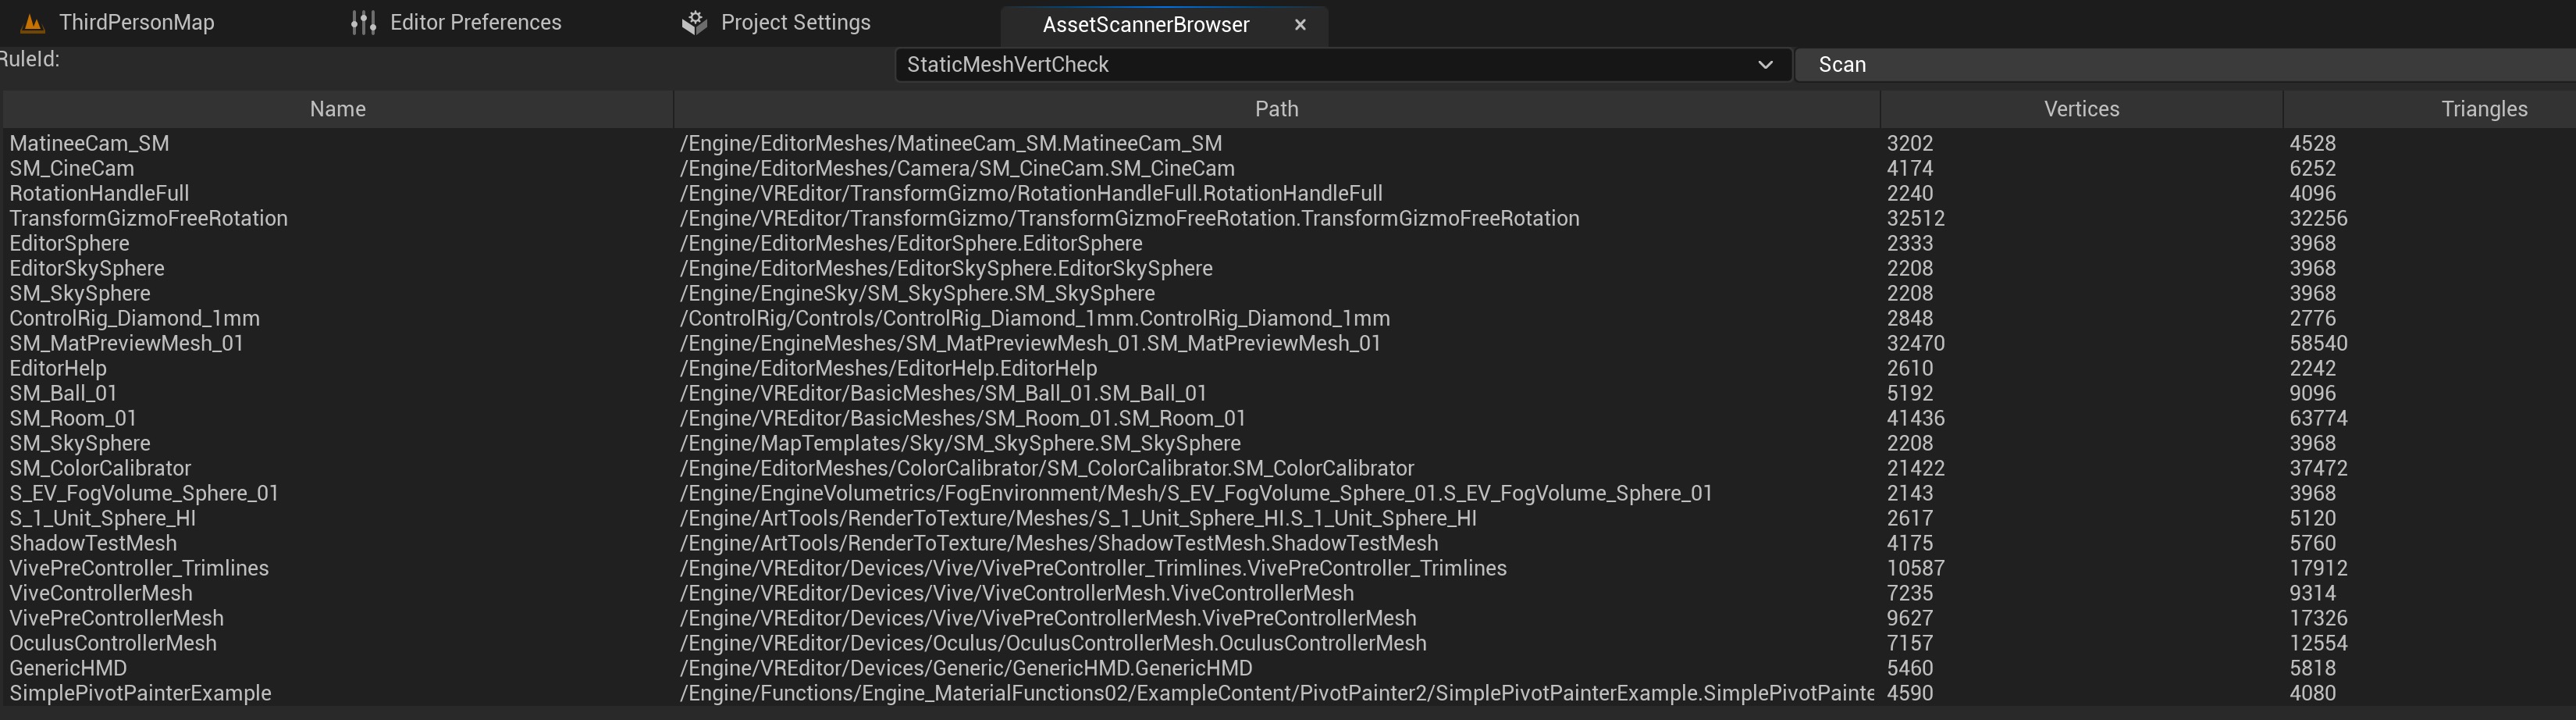 ThirdPersonMap Editor Preferences Project Settings AssetScannerBrowser ×
RuleId: StaticMeshVertCheck Scan
Name Path Vertices Triangles
MatineeCam_SM /Engine/EditorMeshes/MatineeCam_SM.MatineeCam_SM 3202 4528
SM_CineCam /Engine/EditorMeshes/Camera/SM_CineCam.SM_CineCam 4174 6252
RotationHandleFull /Engine/VREditor/TransformGizmo/RotationHandleFull.RotationHandleFull 2240 4096
TransformGizmoFreeRotation /Engine/VREditor/TransformGizmo/TransformGizmoFreeRotation.TransformGizmoFreeRotation 32512 32256
EditorSphere /Engine/EditorMeshes/EditorSphere.EditorSphere 2333 3968
EditorSkySphere /Engine/EditorMeshes/EditorSkySphere.EditorSkySphere 2208 3968
SM_SkySphere /Engine/EngineSky/SM_SkySphere.SM_SkySphere 2208 3968
ControlRig_Diamond_1mm /ControlRig/Controls/ControlRig_Diamond_1mm.ControlRig_Diamond_1mm 2848 2776
SM_MatPreviewMesh_01 /Engine/EngineMeshes/SM_MatPreviewMesh_01.SM_MatPreviewMesh_01 32470 58540
EditorHelp /Engine/EditorMeshes/EditorHelp.EditorHelp 2610 2242
SM_Ball_01 /Engine/VREditor/BasicMeshes/SM_Ball_01.SM_Ball_01 5192 9096
SM_Room_01 /Engine/VREditor/BasicMeshes/SM_Room_01.SM_Room_01 41436 63774
SM_SkySphere /Engine/MapTemplates/Sky/SM_SkySphere.SM_SkySphere 2208 3968
SM_ColorCalibrator /Engine/EditorMeshes/ColorCalibrator/SM_ColorCalibrator.SM_ColorCalibrator 21422 37472
S_EV_FogVolume_Sphere_01 /Engine/EngineVolumetrics/FogEnvironment/Mesh/S_EV_FogVolume_Sphere_01.S_EV_FogVolume_Sphere_01 2143 3968
S_1_Unit_Sphere_HI /Engine/ArtTools/RenderToTexture/Meshes/S_1_Unit_Sphere_HI.S_1_Unit_Sphere_HI 2617 5120
ShadowTestMesh /Engine/ArtTools/RenderToTexture/Meshes/ShadowTestMesh.ShadowTestMesh 4175 5760
VivePreController_Trimlines /Engine/VREditor/Devices/Vive/VivePreController_Trimlines.VivePreController_Trimlines 10587 17912
ViveControllerMesh /Engine/VREditor/Devices/Vive/ViveControllerMesh.ViveControllerMesh 7235 9314
VivePreControllerMesh /Engine/VREditor/Devices/Vive/VivePreControllerMesh.VivePreControllerMesh 9627 17326
OculusControllerMesh /Engine/VREditor/Devices/Oculus/OculusControllerMesh.OculusControllerMesh 7157 12554
GenericHMD /Engine/VREditor/Devices/Generic/GenericHMD.GenericHMD 5460 5818
SimplePivotPainterExample /Engine/Functions/Engine_MaterialFunctions02/ExampleContent/PivotPainter2/SimplePivotPainterExample.SimplePivotPainte 4590 4080